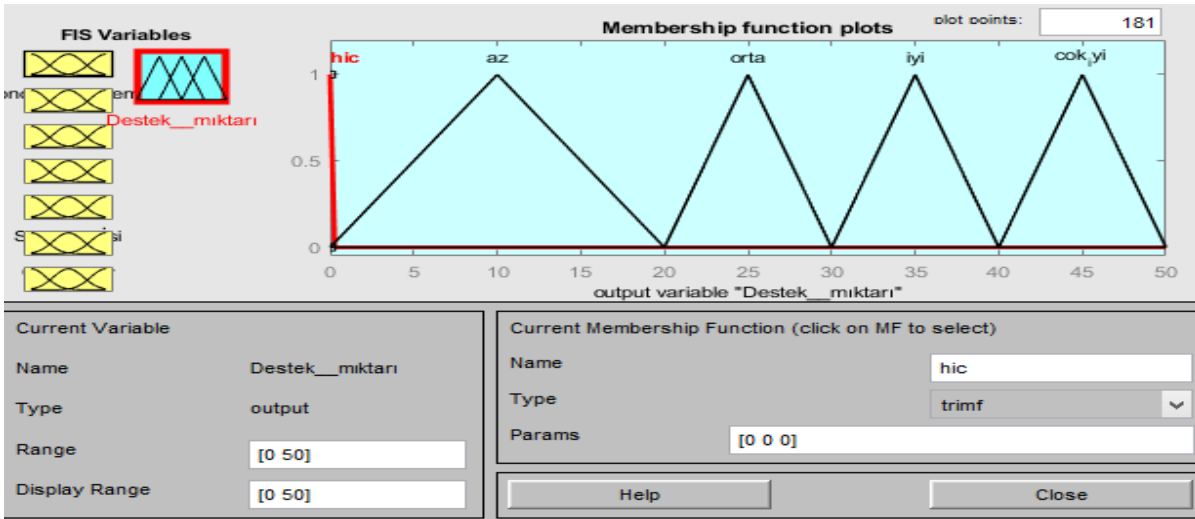 FIS Variables
Destek__mıktarı
Membership function plots
plot points:
181
hic
az
orta
iyi
cok_iyi
1
0.5
0
0 5 10 15 20 25 30 35 40 45 50
output variable "Destek__mıktarı"
Current Variable
Name Destek__mıktarı
Type output
Range [0 50]
Display Range [0 50]
Current Membership Function (click on MF to select)
Name hic
Type trimf
Params [0 0 0]
Help
Close